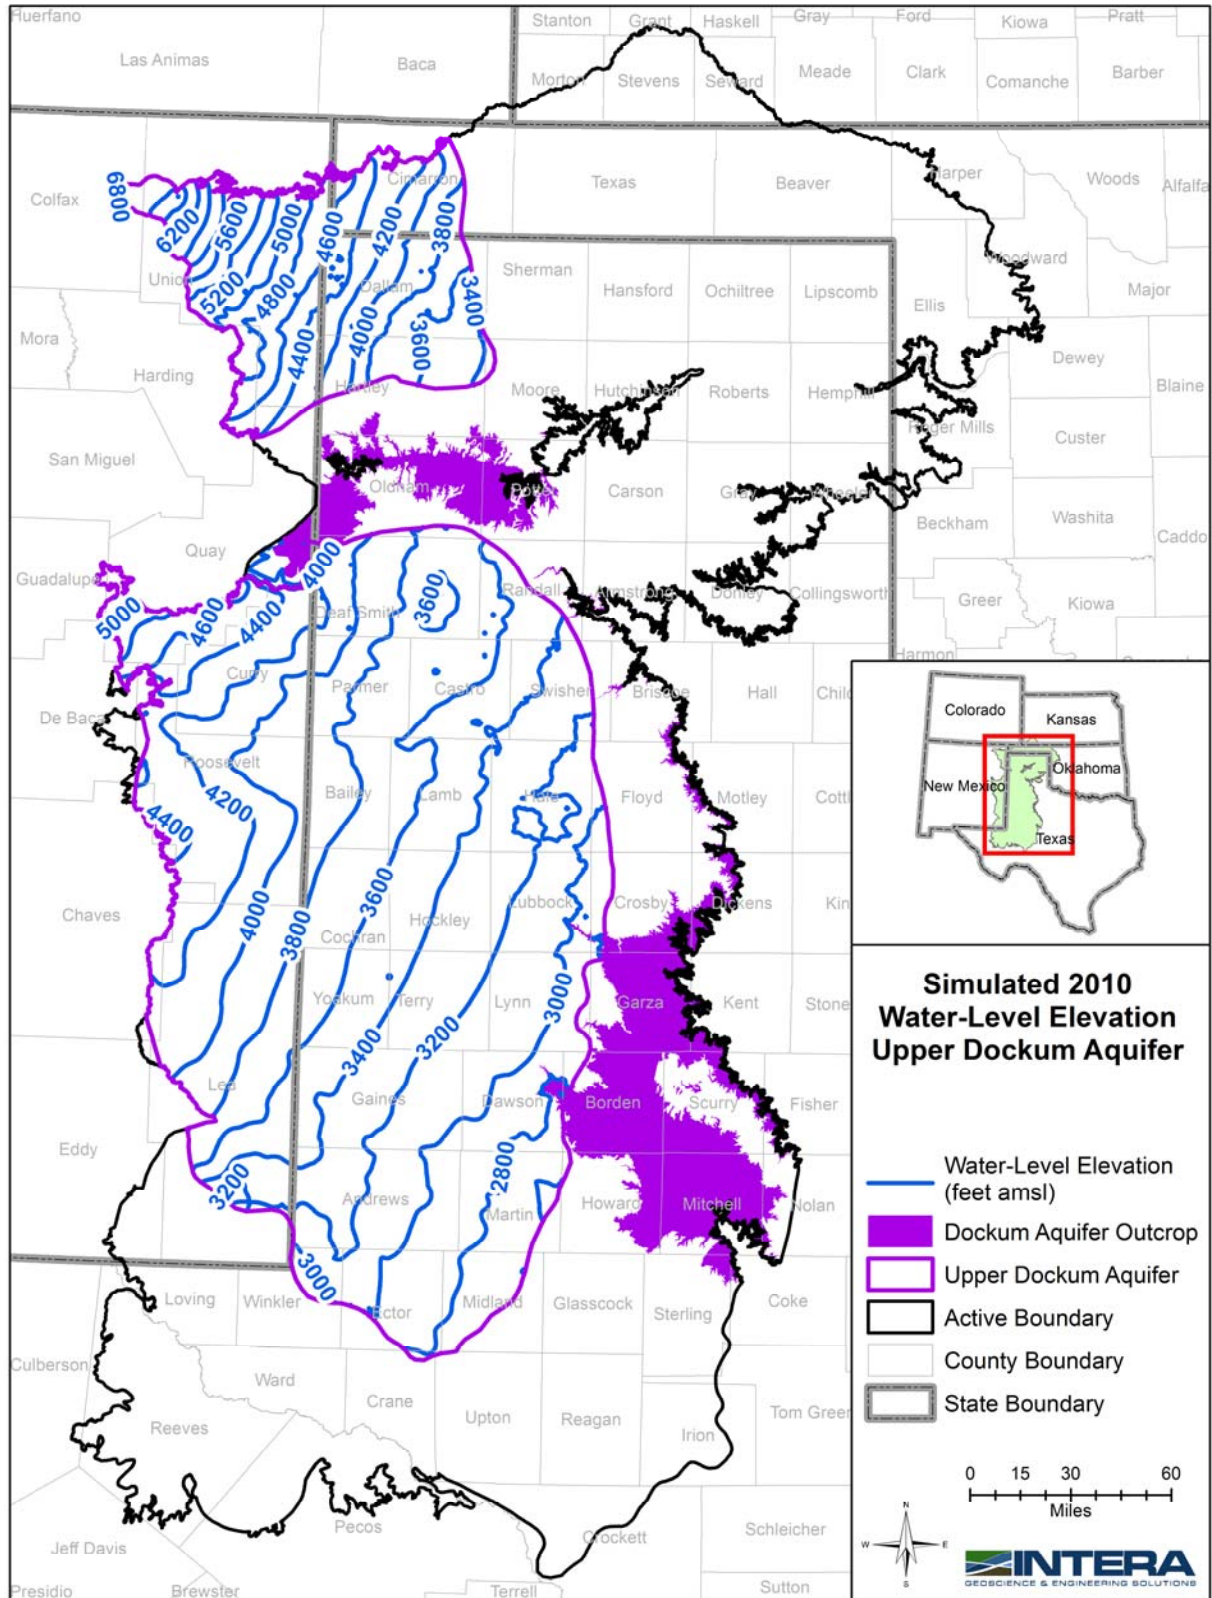 Huerfano
Stanton
Grant
Haskell
Gray
Ford
Kiowa
Pratt
Las Animas
Baca
Morton
Stevens
Seward
Meade
Clark
Comanche
Barber
Colfax
6800
Cimarron
Texas
Beaver
Harper
Woods
Alfalfa
6200
5600
5000
4600
4200
3800
Union
5200
4800
Dallam
3400
Sherman
Hansford
Ochiltree
Lipscomb
Ellis
Woodward
Major
Mora
Harding
4400
4000
3600
Hartley
Moore
Hutchinson
Roberts
Hemphill
Dewey
Blaine
Roger Mills
Custer
San Miguel
Oldham
Potter
Carson
Gray
Wheeler
Beckham
Washita
Caddo
Quay
Guadalupe
4000
5000
4600
4400
Deaf Smith
3600
Randall
Armstrong
Donley
Collingsworth
Greer
Kiowa
Harmon
Curry
De Baca
Parmer
Castro
Swisher
Briscoe
Hall
Roosevelt
4200
4400
Bailey
Lamb
Hale
Floyd
Motley
Chaves
4000
3800
3600
Cochran
Hockley
Lubbock
Crosby
Dickens
Yoakum
Terry
Lynn
3000
Garza
Kent
3400
3200
Lea
Gaines
Dawson
Borden
Scurry
Fisher
Eddy
3200
Andrews
2800
Martin
Howard
Mitchell
Nolan
3000
Loving
Winkler
Ector
Midland
Glasscock
Sterling
Coke
Culberson
Ward
Crane
Upton
Reagan
Irion
Tom Green
Reeves
Pecos
Crockett
Schleicher
Jeff Davis
Presidio
Brewster
Terrell
Sutton
Colorado
Kansas
New Mexico
Oklahoma
Texas
Simulated 2010
Water-Level Elevation
Upper Dockum Aquifer
Water-Level Elevation
(feet amsl)
Dockum Aquifer Outcrop
Upper Dockum Aquifer
Active Boundary
County Boundary
State Boundary
0 15 30 60
Miles
N
W E
S
INTERA
GEOSCIENCE & ENGINEERING SOLUTIONS